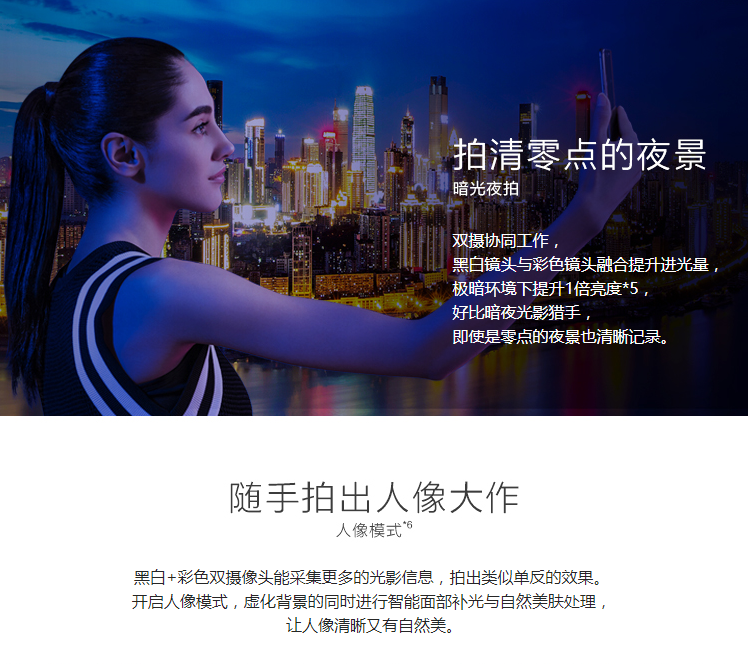 拍清零点的夜景
暗光夜拍
双摄协同工作，
黑白镜头与彩色镜头融合提升进光量，
极暗环境下提升1倍亮度*5，
好比暗夜光影猎手，
即使是零点的夜景也清晰记录。
随手拍出人像大作
人像模式*6
黑白+彩色双摄像头能采集更多的光影信息，拍出类似单反的效果。
开启人像模式，虚化背景的同时进行智能面部补光与自然美肤处理，
让人像清晰又有自然美。